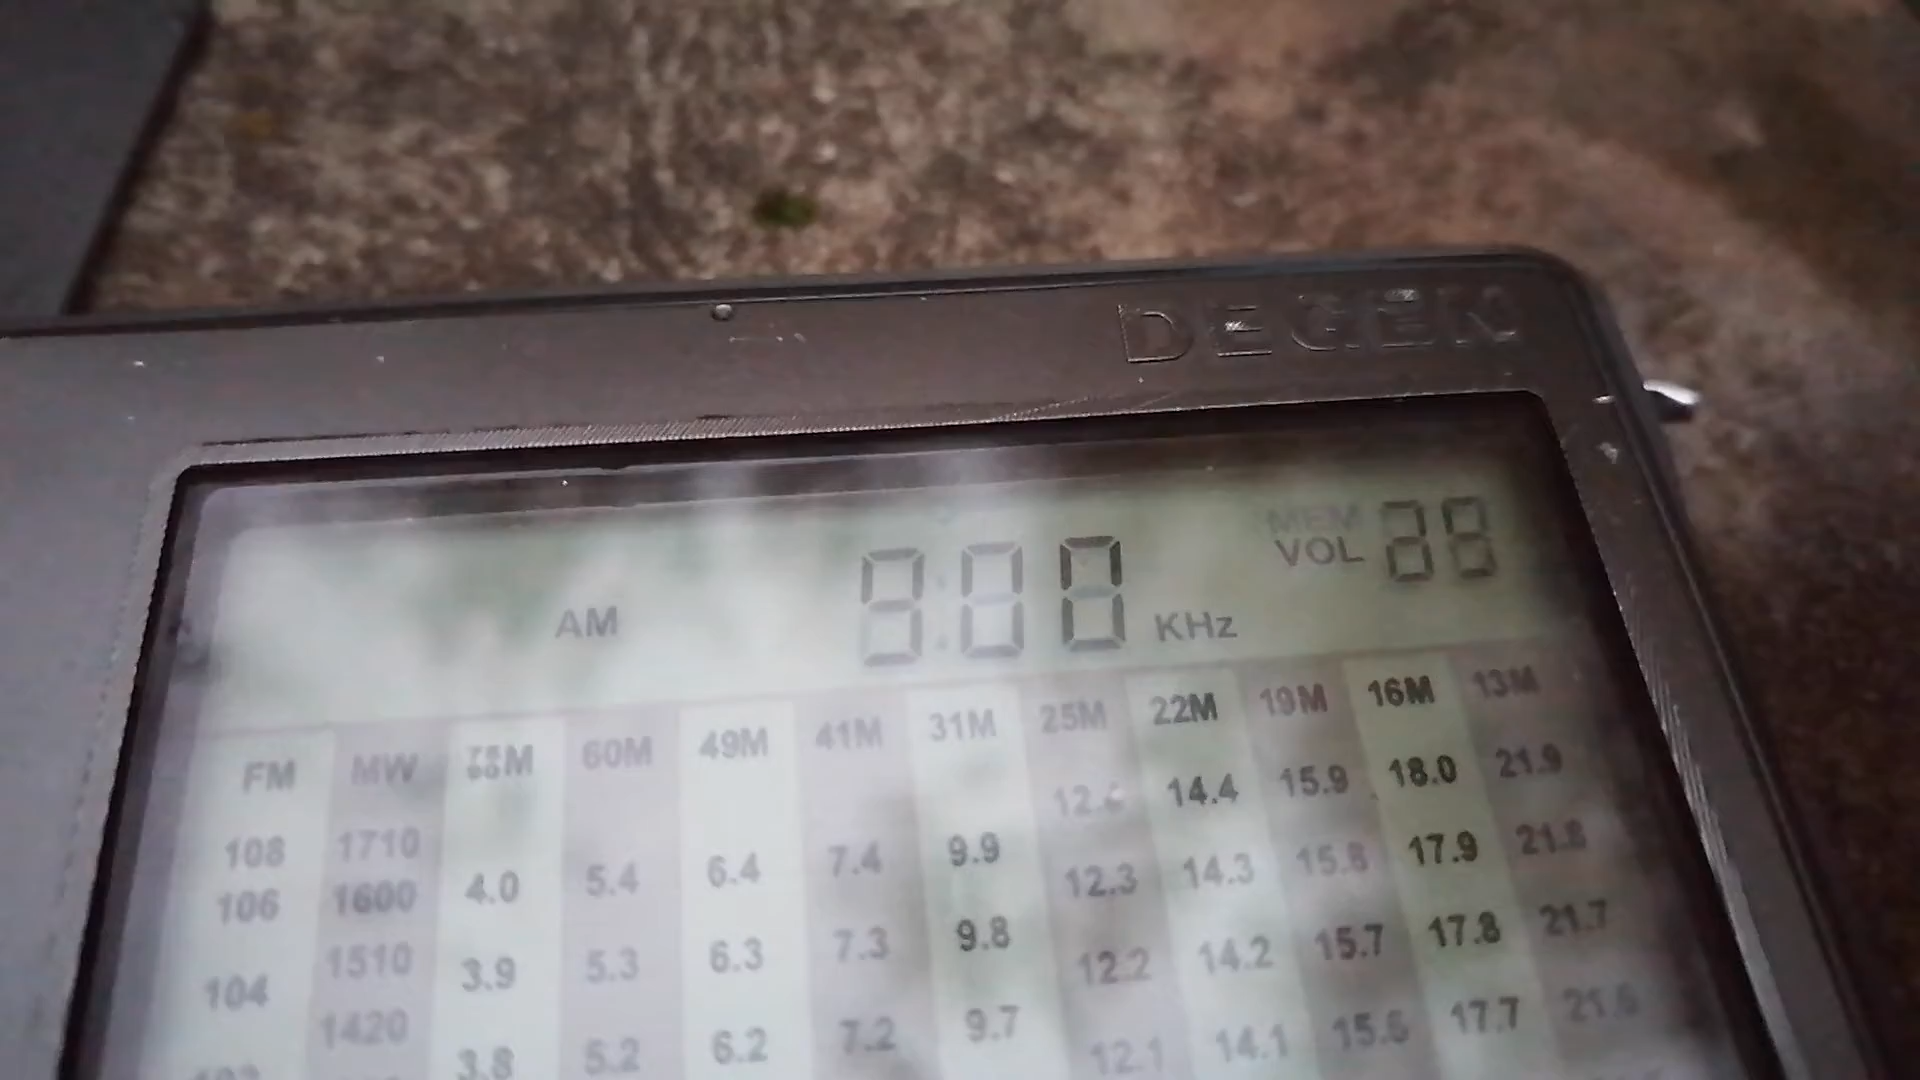 DEGEN
MEM
VOL
AM 900 KHz
FM MW 49M 60M 41M 31M 25M 22M 19M 16M 13M
14.4 15.9 18.0 21.9
108 1710 4.0 5.4 6.4 7.4 9.9 12.3 14.3 15.8 17.9 21.8
106 1600
104 1510 3.9 5.3 6.3 7.3 9.8 12.2 14.2 15.7 17.8 21.7
1420 3.8 5.2 6.2 7.2 9.7 12.1 14.1 15.6 17.7 21.6